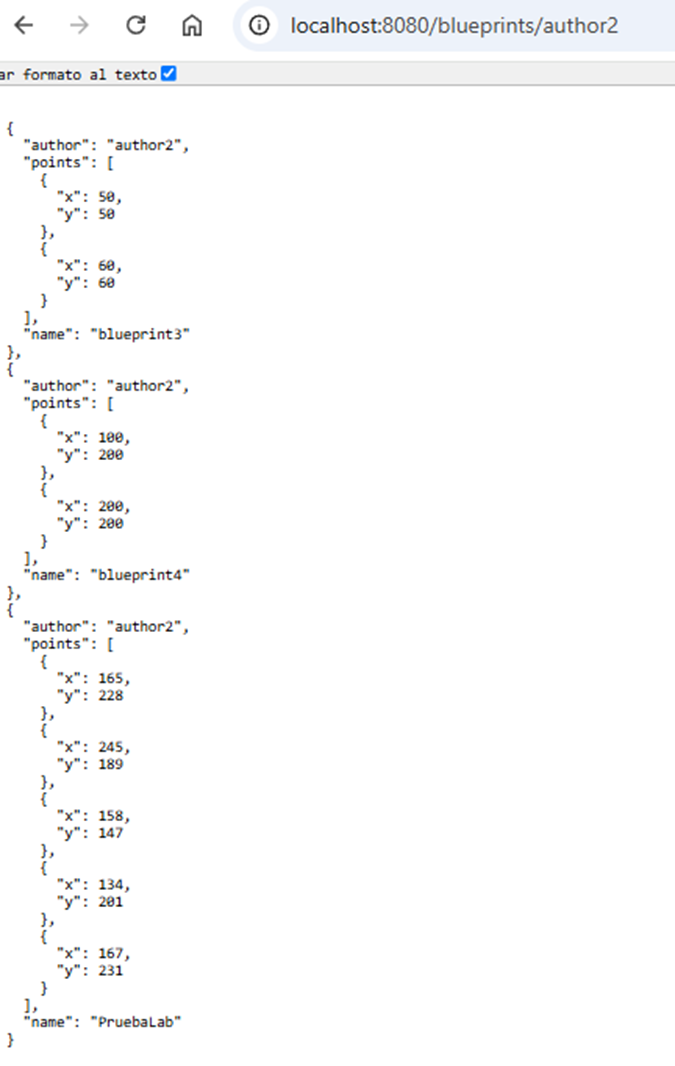 localhost:8080/blueprints/author2
ar formato al texto
{
  "author": "author2",
  "points": [
    {
      "x": 50,
      "y": 50
    },
    {
      "x": 60,
      "y": 60
    }
  ],
  "name": "blueprint3"
},
{
  "author": "author2",
  "points": [
    {
      "x": 100,
      "y": 200
    },
    {
      "x": 200,
      "y": 200
    }
  ],
  "name": "blueprint4"
},
{
  "author": "author2",
  "points": [
    {
      "x": 165,
      "y": 228
    },
    {
      "x": 245,
      "y": 189
    },
    {
      "x": 158,
      "y": 147
    },
    {
      "x": 134,
      "y": 201
    },
    {
      "x": 167,
      "y": 231
    }
  ],
  "name": "PruebaLab"
}